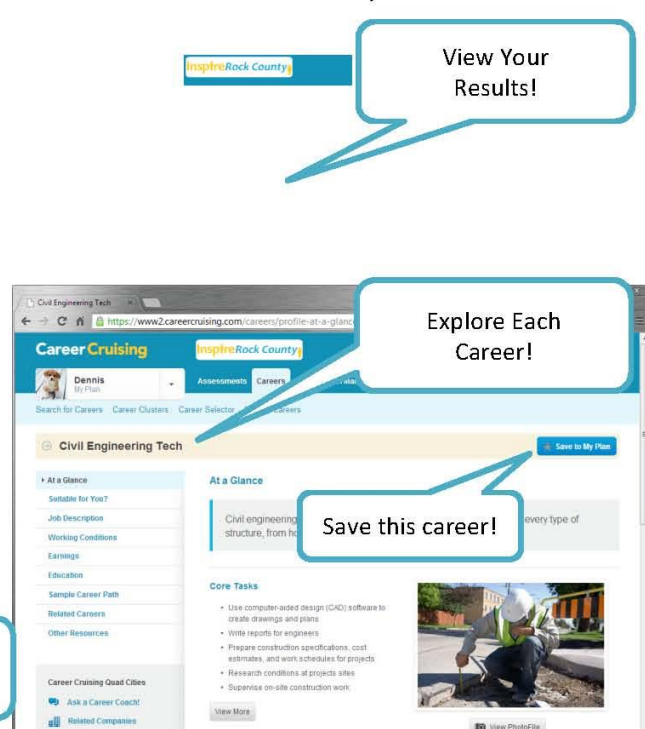 InspireRock County
View Your
Results!
Civil Engineering Tech
https://www2.careercruising.com/careers/profile-at-a-glance
Explore Each
Career!
Career Cruising
InspireRock County
Dennis
My Plan
Assessments Careers
Search for Careers Career Clusters Career Selector Careers
Civil Engineering Tech
Save to My Plan
At a Glance
Suitable for You?
Job Description
Working Conditions
Earnings
Education
Sample Career Path
Related Careers
Other Resources
Career Cruising Quad Cities
Ask a Career Coach!
Related Companies
At a Glance
Civil engineering every type of
structure, from
Save this career!
Core Tasks
• Use computer-aided design (CAD) software to
create drawings and plans
• Write reports for engineers
• Prepare construction specifications, cost
estimates, and work schedules for projects
• Research conditions at projects sites
• Supervise on-site construction work
View More
View PhotoFile